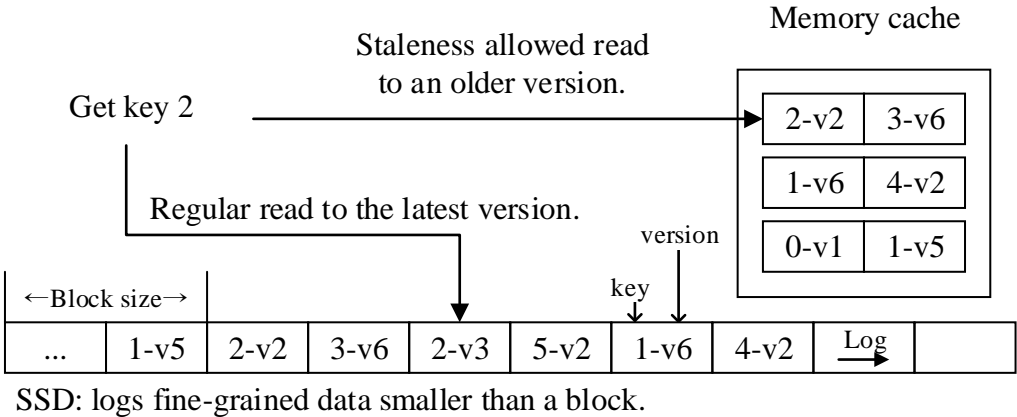 Memory cache
Staleness allowed read
to an older version.
Get key 2
2-v2 3-v6
1-v6 4-v2
0-v1 1-v5
Regular read to the latest version.
version
key
←Block size→
... 1-v5 2-v2 3-v6 2-v3 5-v2 1-v6 4-v2 Log
SSD: logs fine-grained data smaller than a block.